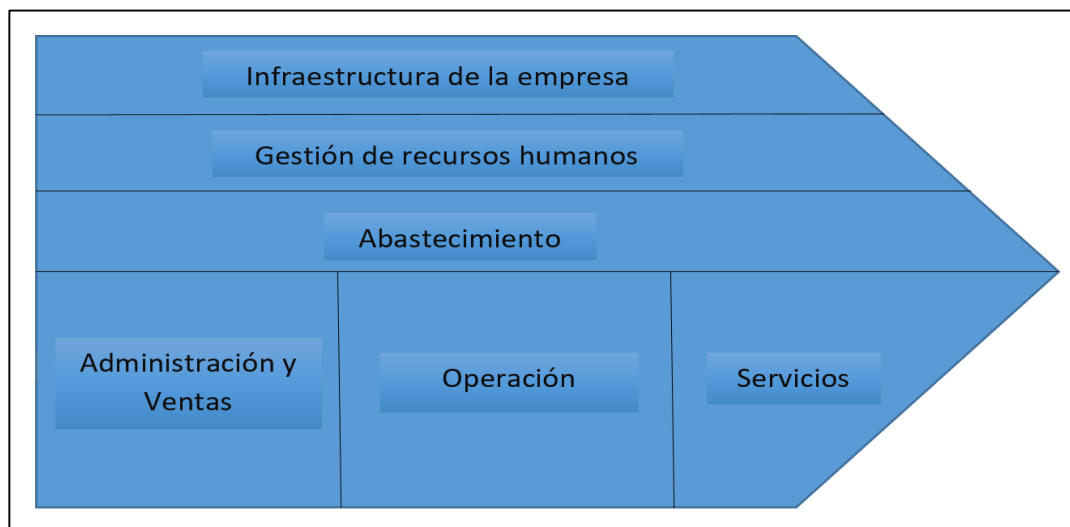 Infraestructura de la empresa
Gestión de recursos humanos
Abastecimiento
Administración y
Ventas
Operación
Servicios